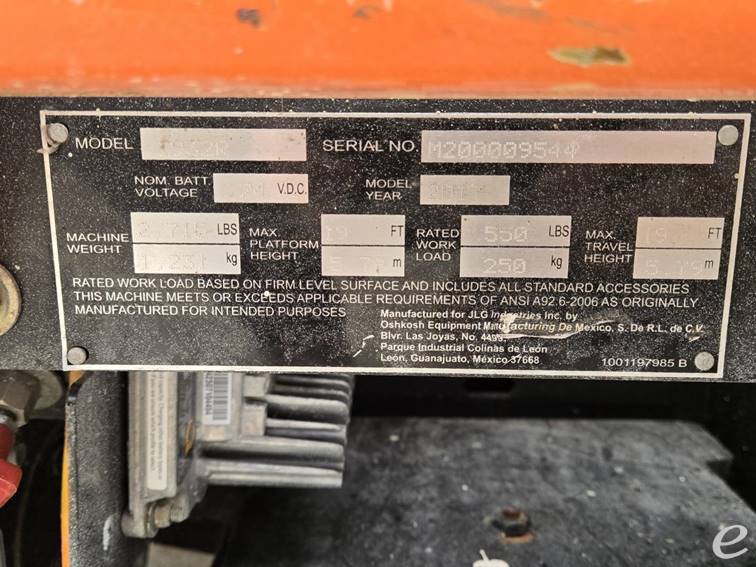 MODEL SERIAL NO. M200009544
NOM. BATT. VOLTAGE V.D.C. MODEL YEAR
MACHINE WEIGHT LBS kg
MAX. PLATFORM HEIGHT 19 FT m
RATED WORK LOAD 550 LBS 250 kg
MAX. TRAVEL HEIGHT FT m
RATED WORK LOAD BASED ON FIRM LEVEL SURFACE AND INCLUDES ALL STANDARD ACCESSORIES
THIS MACHINE MEETS OR EXCEEDS APPLICABLE REQUIREMENTS OF ANSI A92.6-2006 AS ORIGINALLY
MANUFACTURED FOR INTENDED PURPOSES
Manufactured for JLG Industries Inc. by
Oshkosh Equipment Manufacturing De Mexico, S. De R.L. de C.V.
Blvr. Las Joyas, No. 4499
Parque Industrial Colinas de León
León, Guanajuato, México 37668
1001197985 B
e